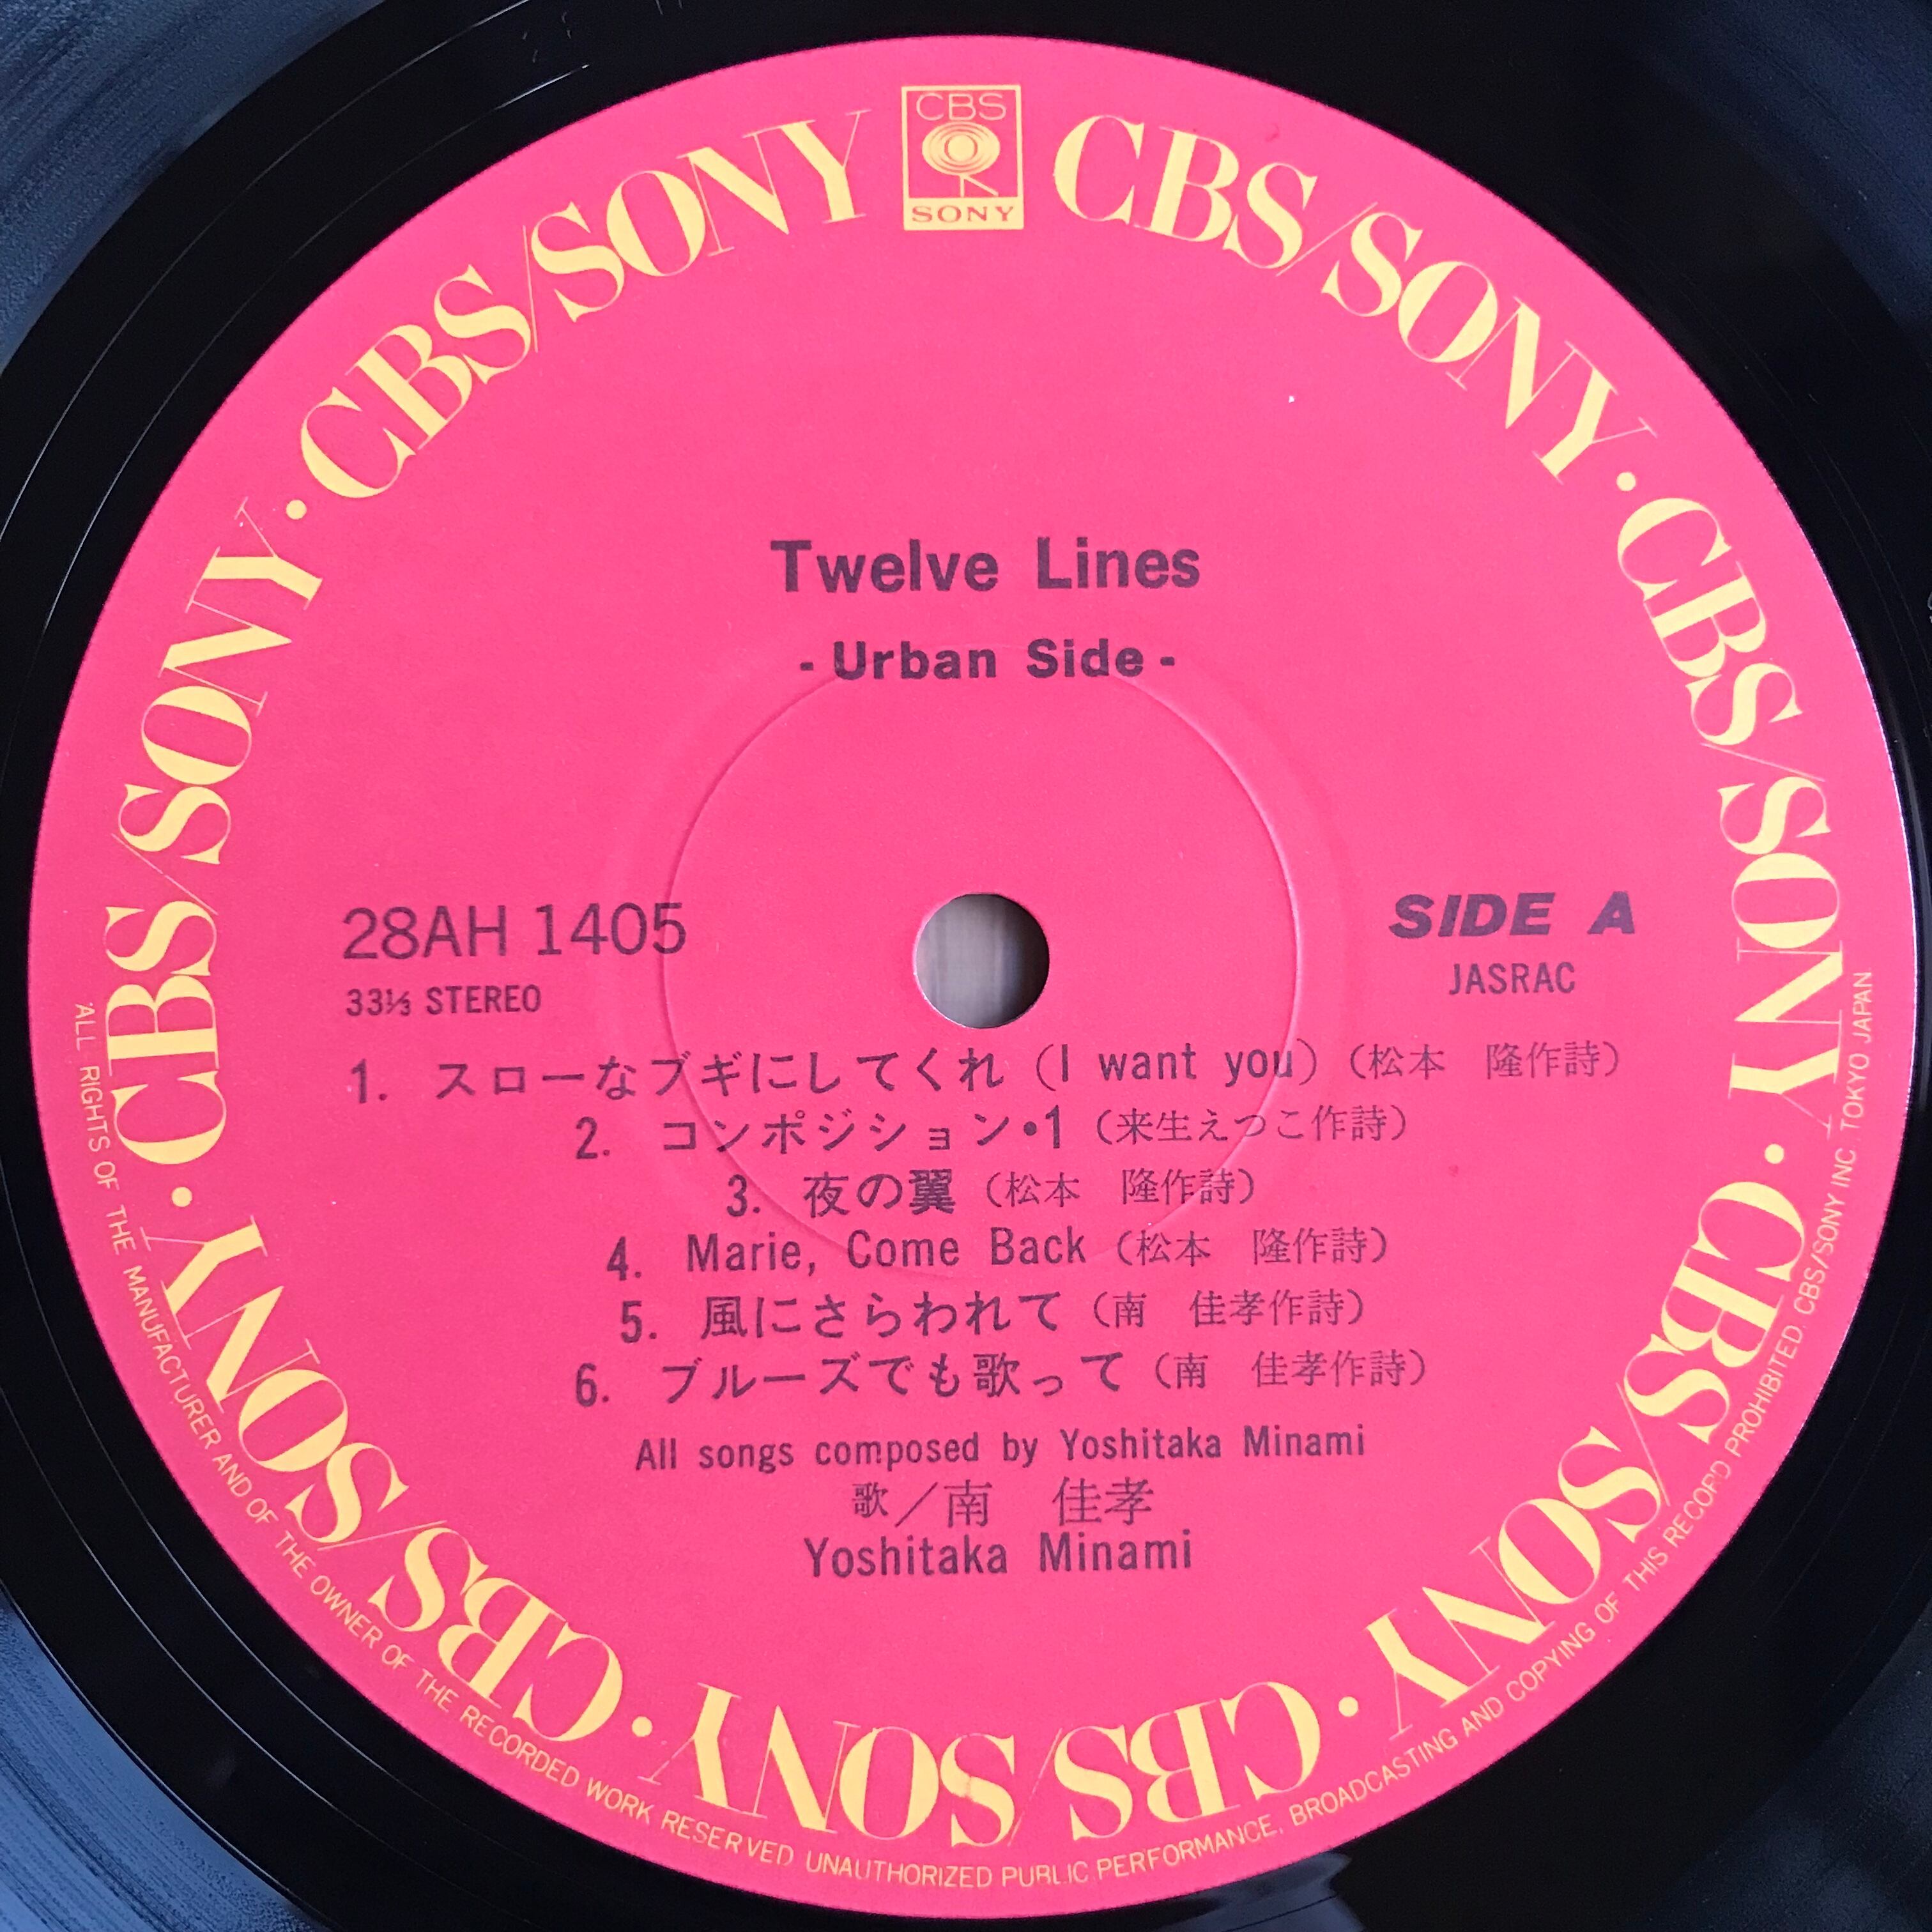 CBS
SONY
CBS/SONY · CBS/SONY · CBS/SONY · CBS/SONY · CBS/SONY · CBS/SONY · CBS/SONY · CBS/SONY
Twelve Lines
- Urban Side -
28AH 1405
33⅓ STEREO
SIDE A
JASRAC
1. スローなブギにしてくれ (I want you) (松本 隆作詩)
2. コンポジション・1 (来生えつこ作詩)
3. 夜の翼 (松本 隆作詩)
4. Marie, Come Back (松本 隆作詩)
5. 風にさらわれて (南 佳孝作詩)
6. ブルーズでも歌って (南 佳孝作詩)
All songs composed by Yoshitaka Minami
歌／南 佳孝
Yoshitaka Minami
ALL RIGHTS OF THE MANUFACTURER AND OF THE OWNER OF THE RECORDED WORK RESERVED UNAUTHORIZED PUBLIC PERFORMANCE, BROADCASTING AND COPYING OF THIS RECORD PROHIBITED. CBS/SONY INC. TOKYO JAPAN